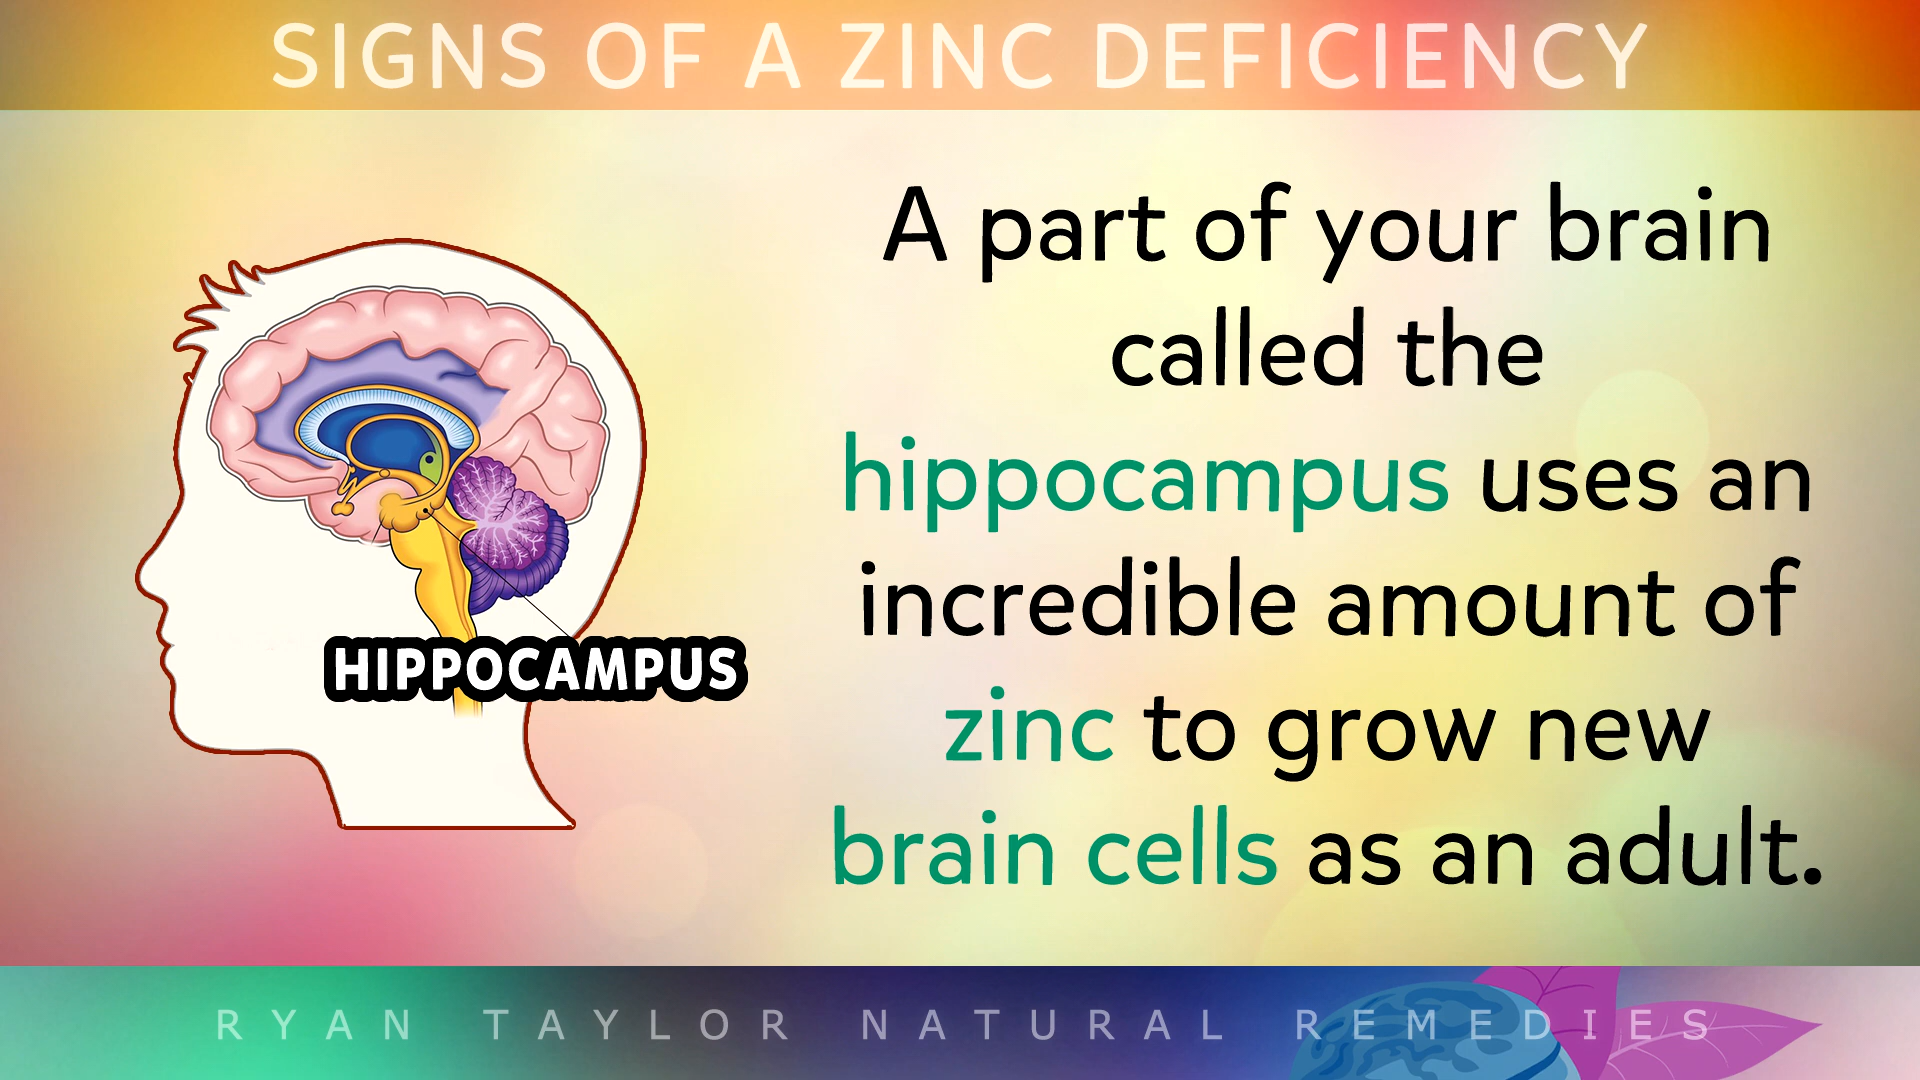 SIGNS OF A ZINC DEFICIENCY
A part of your brain
called the
hippocampus uses an
incredible amount of
zinc to grow new
brain cells as an adult.
HIPPOCAMPUS
RYAN TAYLOR NATURAL REMEDIES